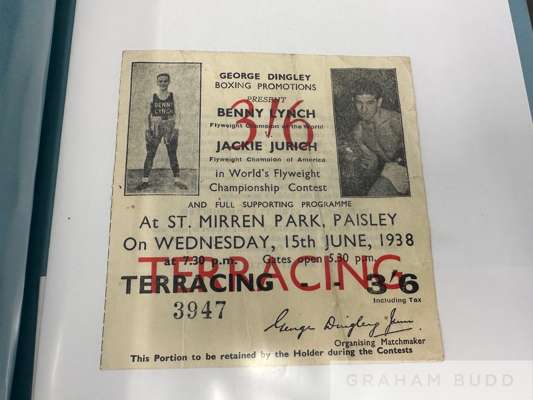 GEORGE DINGLEY
BOXING PROMOTIONS
PRESENT
3/6
BENNY LYNCH
Flyweight Champion of the World
v.
JACKIE JURICH
Flyweight Champion of America
in World's Flyweight
Championship Contest
AND FULL SUPPORTING PROGRAMME
At ST. MIRREN PARK, PAISLEY
On WEDNESDAY, 15th JUNE, 1938
at 7.30 p.m. Gates open 5.30 p.m.
TERRACING
TERRACING - - 3/6
Including Tax
3947
George Dingley Junr
Organising Matchmaker
This Portion to be retained by the Holder during the Contests
BENNY
LYNCH
GRAHAM BUDD